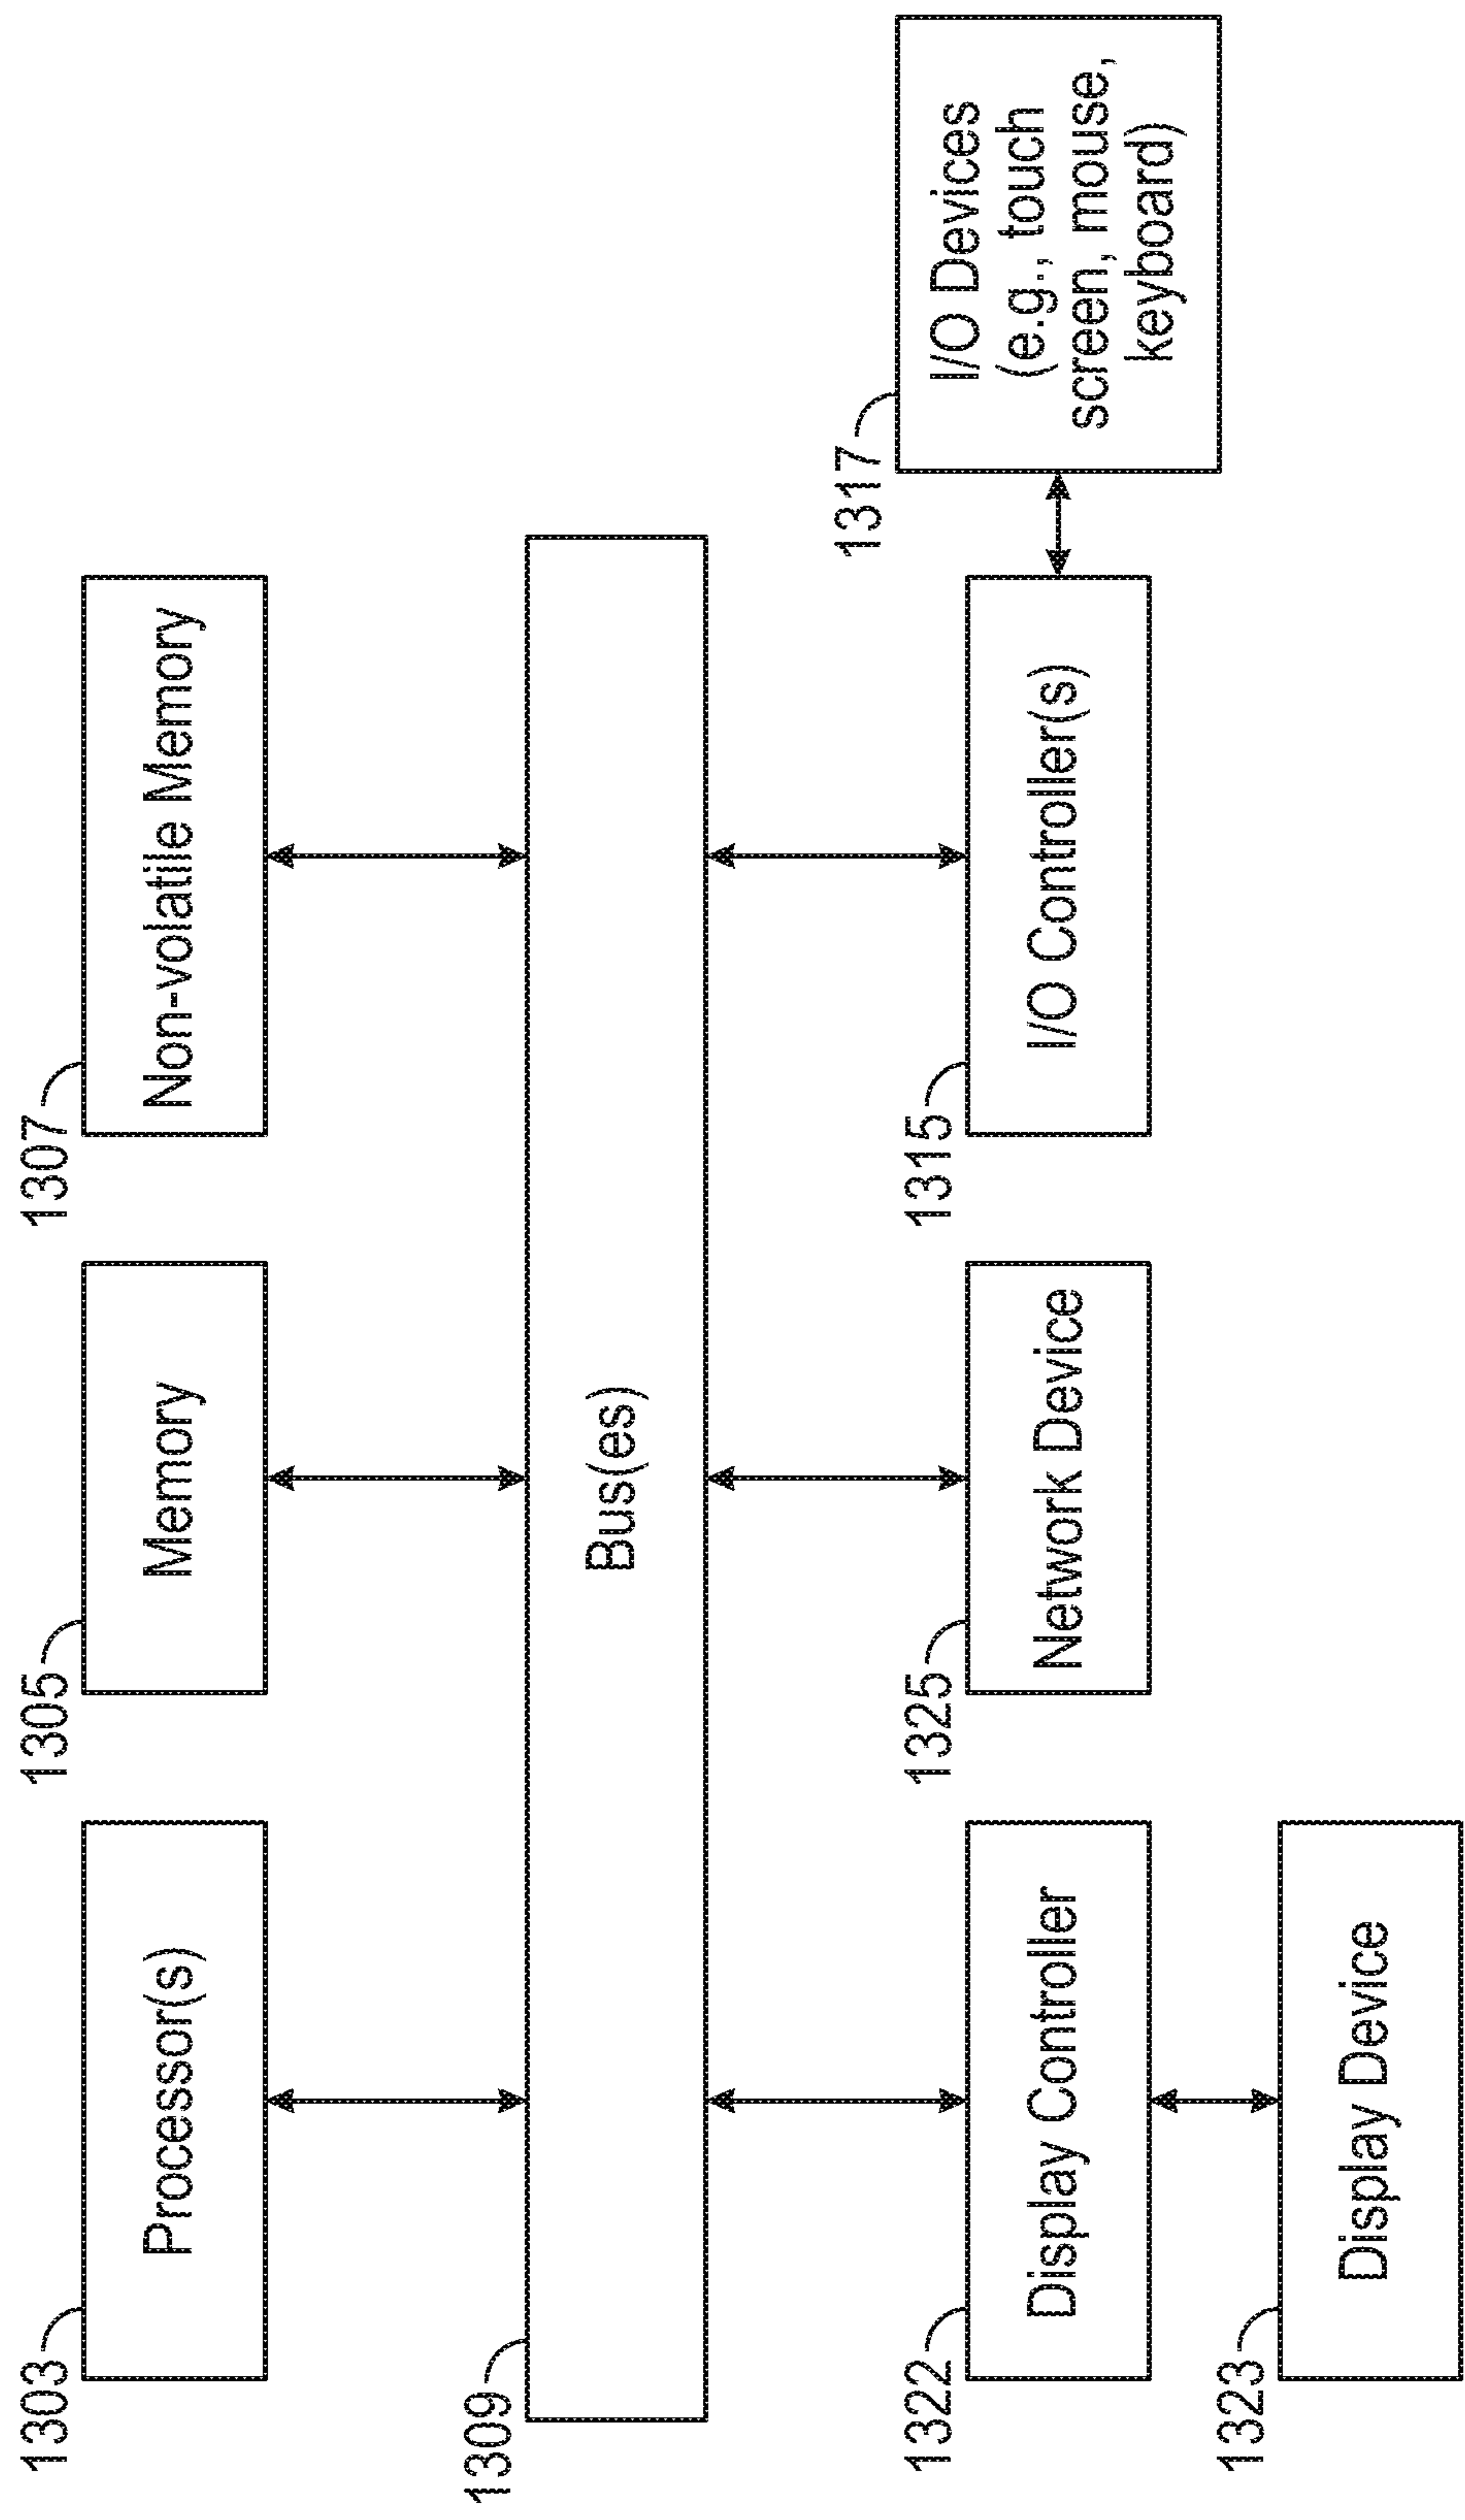 1303
Processor(s)
1305
Memory
1307
Non-volatile Memory
1309
Bus(es)
1322
Display Controller
1325
Network Device
1315
I/O Controller(s)
1317
I/O Devices
(e.g., touch
screen, mouse,
keyboard)
1323
Display Device